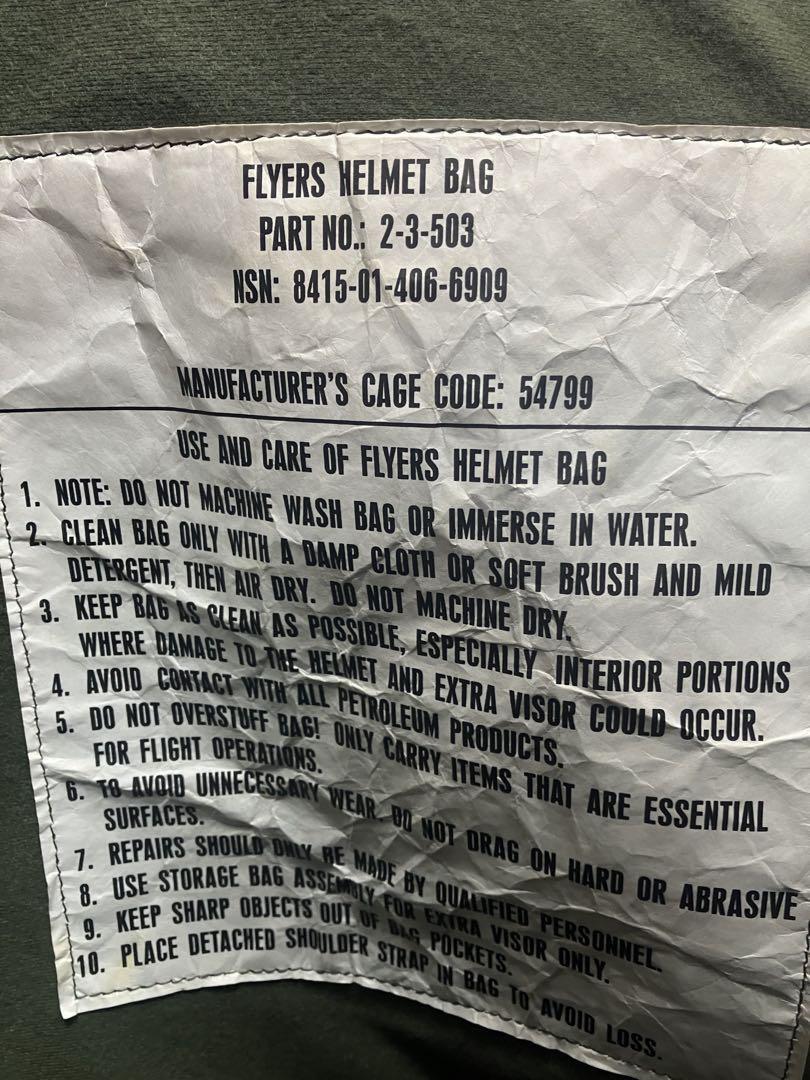 FLYERS HELMET BAG
PART NO.: 2-3-503
NSN: 8415-01-406-6909
MANUFACTURER'S CAGE CODE: 54799
USE AND CARE OF FLYERS HELMET BAG
1. NOTE: DO NOT MACHINE WASH BAG OR IMMERSE IN WATER.
2. CLEAN BAG ONLY WITH A DAMP CLOTH OR SOFT BRUSH AND MILD
DETERGENT, THEN AIR DRY. DO NOT MACHINE DRY.
3. KEEP BAG AS CLEAN AS POSSIBLE, ESPECIALLY INTERIOR PORTIONS
WHERE DAMAGE TO THE HELMET AND EXTRA VISOR COULD OCCUR.
4. AVOID CONTACT WITH ALL PETROLEUM PRODUCTS.
5. DO NOT OVERSTUFF BAG! ONLY CARRY ITEMS THAT ARE ESSENTIAL
FOR FLIGHT OPERATIONS.
6. TO AVOID UNNECESSARY WEAR, DO NOT DRAG ON HARD OR ABRASIVE
SURFACES.
7. REPAIRS SHOULD ONLY BE MADE BY QUALIFIED PERSONNEL.
8. USE STORAGE BAG ASSEMBLY FOR EXTRA VISOR ONLY.
9. KEEP SHARP OBJECTS OUT OF BAG POCKETS.
10. PLACE DETACHED SHOULDER STRAP IN BAG TO AVOID LOSS.